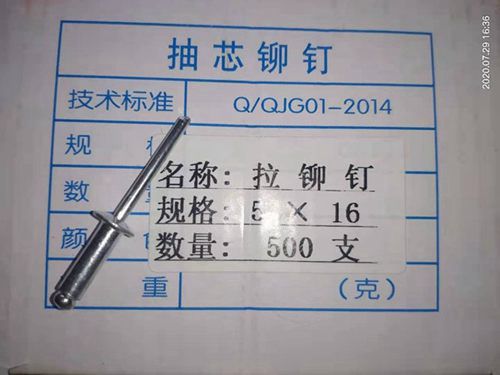 2020.07.29 16:36
抽芯铆钉
技术标准 Q/QJG01-2014
规
数
颜
重 (克)
名称: 拉 铆 钉
规格: 5 × 16
数量: 500 支